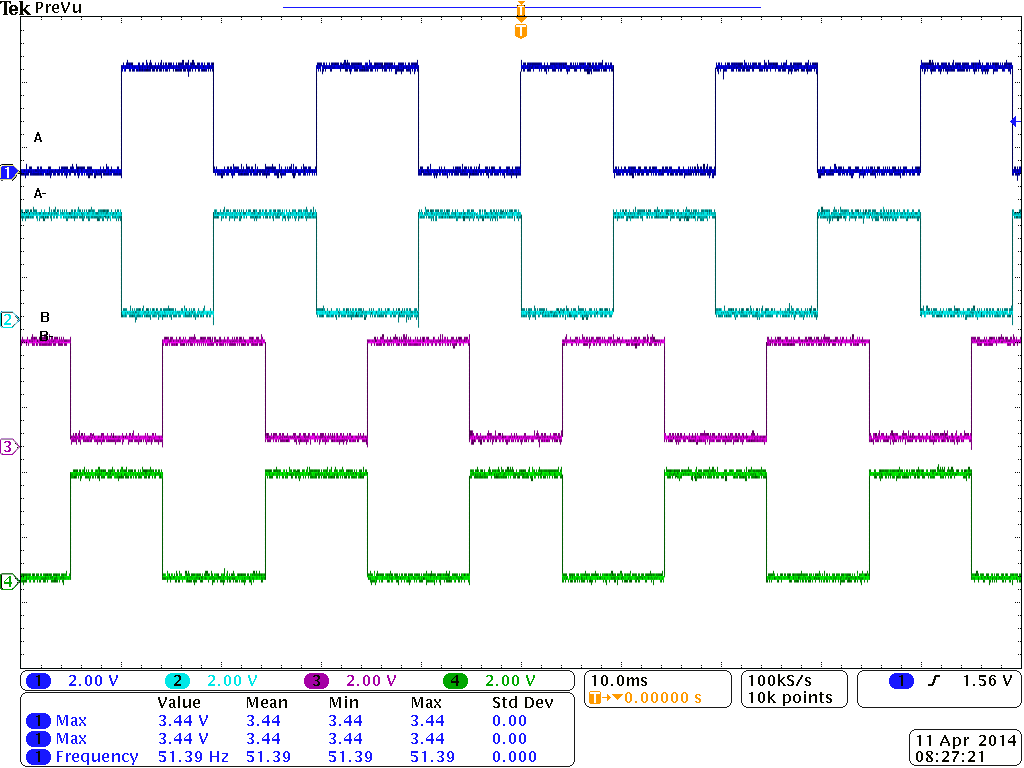 Tek PreVu
T
T
A
1
A-
2
B
B-
3
4
1 2.00 V 2 2.00 V 3 2.00 V 4 2.00 V
10.0ms
T→▼0.00000 s
100kS/s
10k points
1 1.56 V
Value Mean Min Max Std Dev
1 Max 3.44 V 3.44 3.44 3.44 0.00
1 Max 3.44 V 3.44 3.44 3.44 0.00
1 Frequency 51.39 Hz 51.39 51.39 51.39 0.000
11 Apr 2014
08:27:21